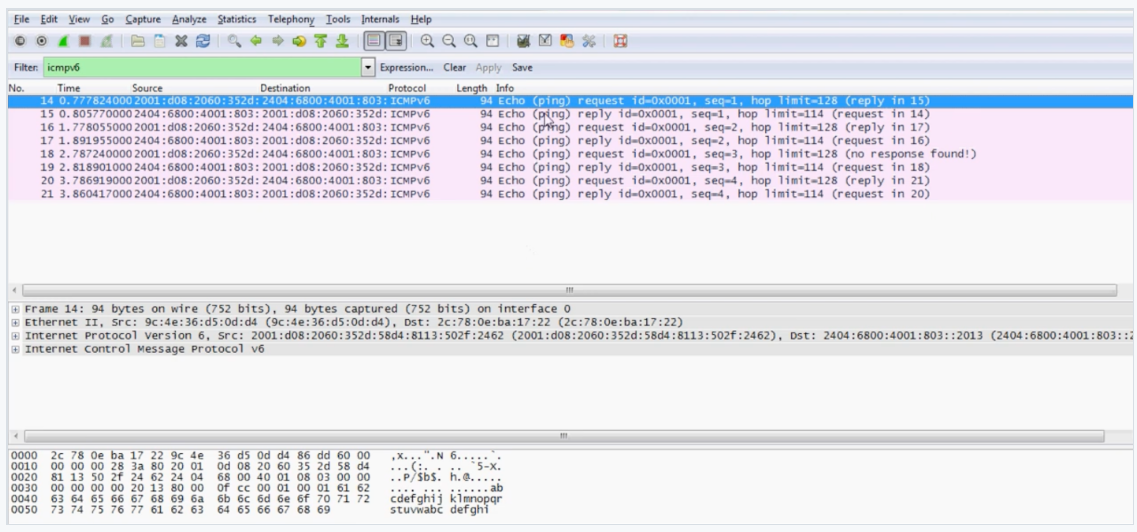 File Edit View Go Capture Analyze Statistics Telephony Tools Internals Help
Filter: icmpv6 Expression... Clear Apply Save
No. Time Source Destination Protocol Length Info
14 0.777824000 2001:d08:2060:352d: 2404:6800:4001:803: ICMPv6 94 Echo (ping) request id=0x0001, seq=1, hop limit=128 (reply in 15)
15 0.805770000 2404:6800:4001:803: 2001:d08:2060:352d: ICMPv6 94 Echo (ping) reply id=0x0001, seq=1, hop limit=114 (request in 14)
16 1.778055000 2001:d08:2060:352d: 2404:6800:4001:803: ICMPv6 94 Echo (ping) request id=0x0001, seq=2, hop limit=128 (reply in 17)
17 1.891955000 2404:6800:4001:803: 2001:d08:2060:352d: ICMPv6 94 Echo (ping) reply id=0x0001, seq=2, hop limit=114 (request in 16)
18 2.787240000 2001:d08:2060:352d: 2404:6800:4001:803: ICMPv6 94 Echo (ping) request id=0x0001, seq=3, hop limit=128 (no response found!)
19 2.818901000 2404:6800:4001:803: 2001:d08:2060:352d: ICMPv6 94 Echo (ping) reply id=0x0001, seq=3, hop limit=114 (request in 18)
20 3.786919000 2001:d08:2060:352d: 2404:6800:4001:803: ICMPv6 94 Echo (ping) request id=0x0001, seq=4, hop limit=128 (reply in 21)
21 3.860417000 2404:6800:4001:803: 2001:d08:2060:352d: ICMPv6 94 Echo (ping) reply id=0x0001, seq=4, hop limit=114 (request in 20)
Frame 14: 94 bytes on wire (752 bits), 94 bytes captured (752 bits) on interface 0
Ethernet II, Src: 9c:4e:36:d5:0d:d4 (9c:4e:36:d5:0d:d4), Dst: 2c:78:0e:ba:17:22 (2c:78:0e:ba:17:22)
Internet Protocol Version 6, Src: 2001:d08:2060:352d:58d4:8113:502f:2462 (2001:d08:2060:352d:58d4:8113:502f:2462), Dst: 2404:6800:4001:803::2013 (2404:6800:4001:803::2
Internet Control Message Protocol v6
0000 2c 78 0e ba 17 22 9c 4e 36 d5 0d d4 86 dd 60 00 ,x...".N 6.....`.
0010 00 00 00 28 3a 80 20 01 0d 08 20 60 35 2d 58 d4 ...(:. . .. `5-X.
0020 81 13 50 2f 24 62 24 04 68 00 40 01 08 03 00 00 ..P/$b$. h.@.....
0030 00 00 00 00 20 13 80 00 0f cc 00 01 00 01 61 62 .... ... ......ab
0040 63 64 65 66 67 68 69 6a 6b 6c 6d 6e 6f 70 71 72 cdefghij klmnopqr
0050 73 74 75 76 77 61 62 63 64 65 66 67 68 69 stuvwabc defghi